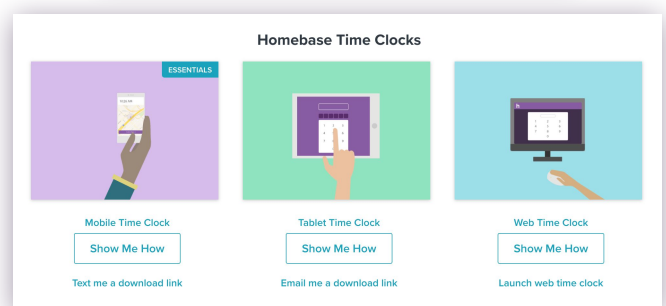 Homebase Time Clocks
ESSENTIALS
Mobile Time Clock
Show Me How
Text me a download link
Tablet Time Clock
Show Me How
Email me a download link
Web Time Clock
Show Me How
Launch web time clock